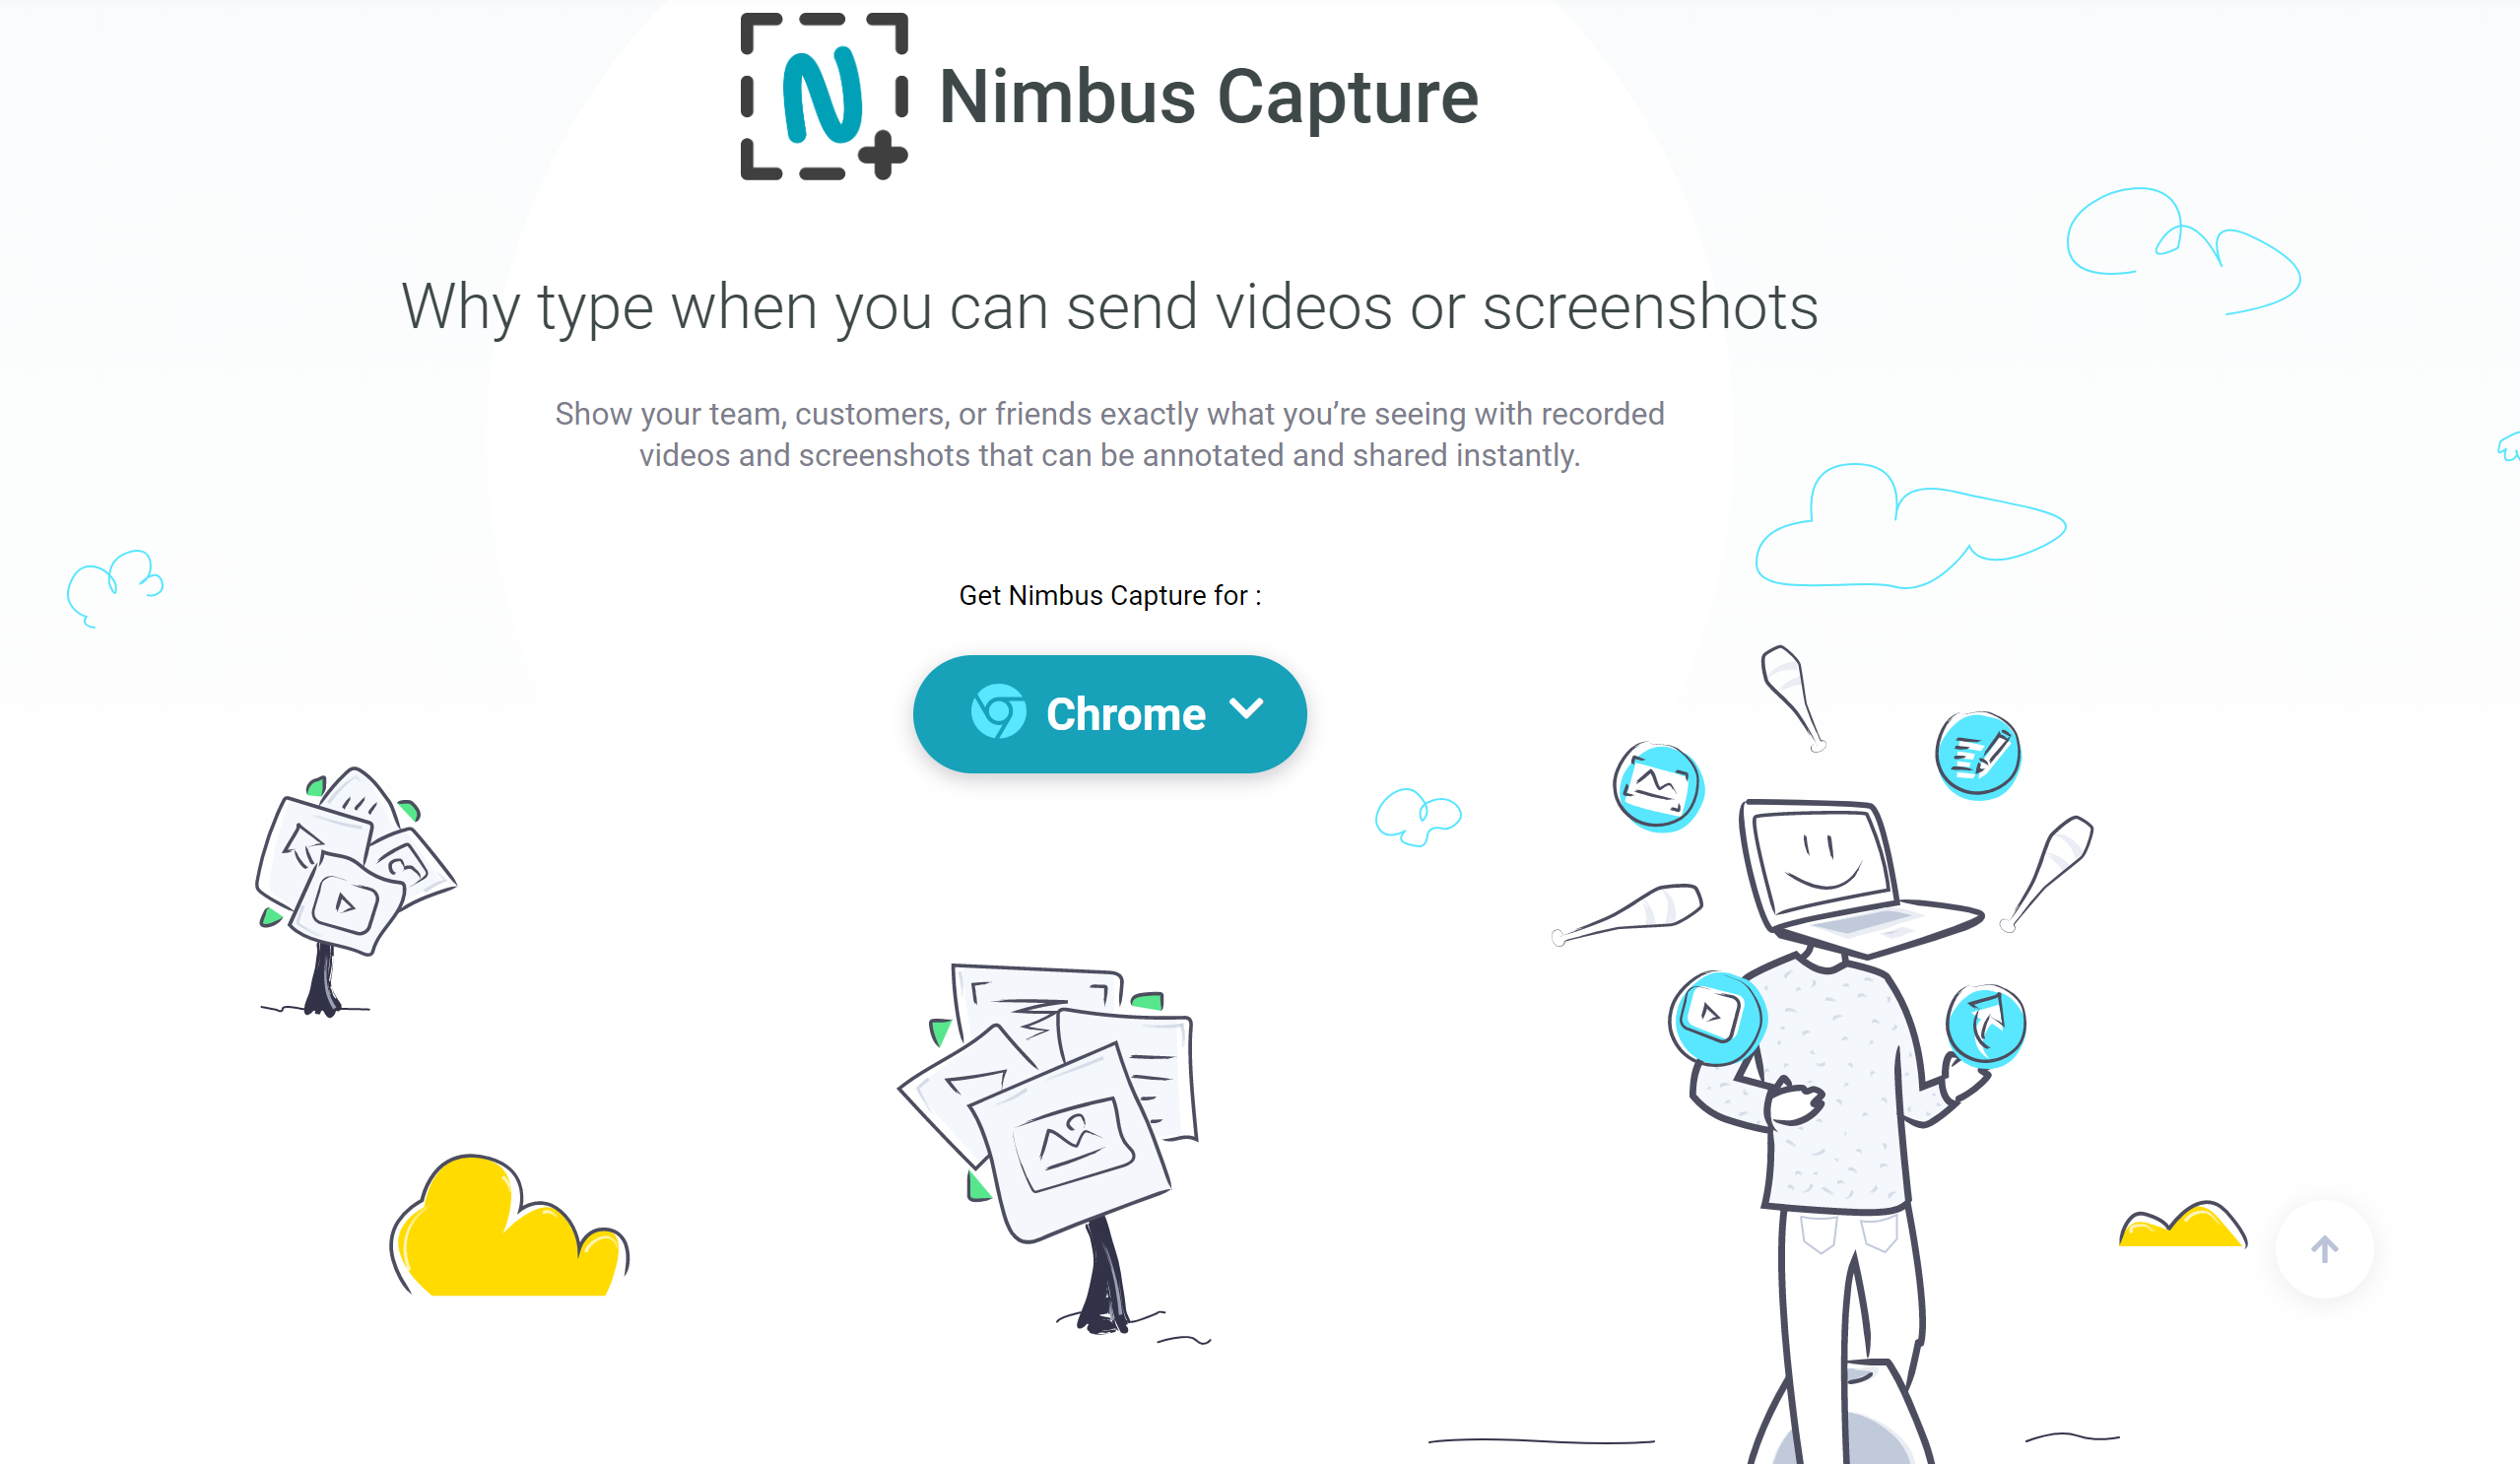 Nimbus Capture
Why type when you can send videos or screenshots
Show your team, customers, or friends exactly what you’re seeing with recorded
videos and screenshots that can be annotated and shared instantly.
Get Nimbus Capture for :
Chrome